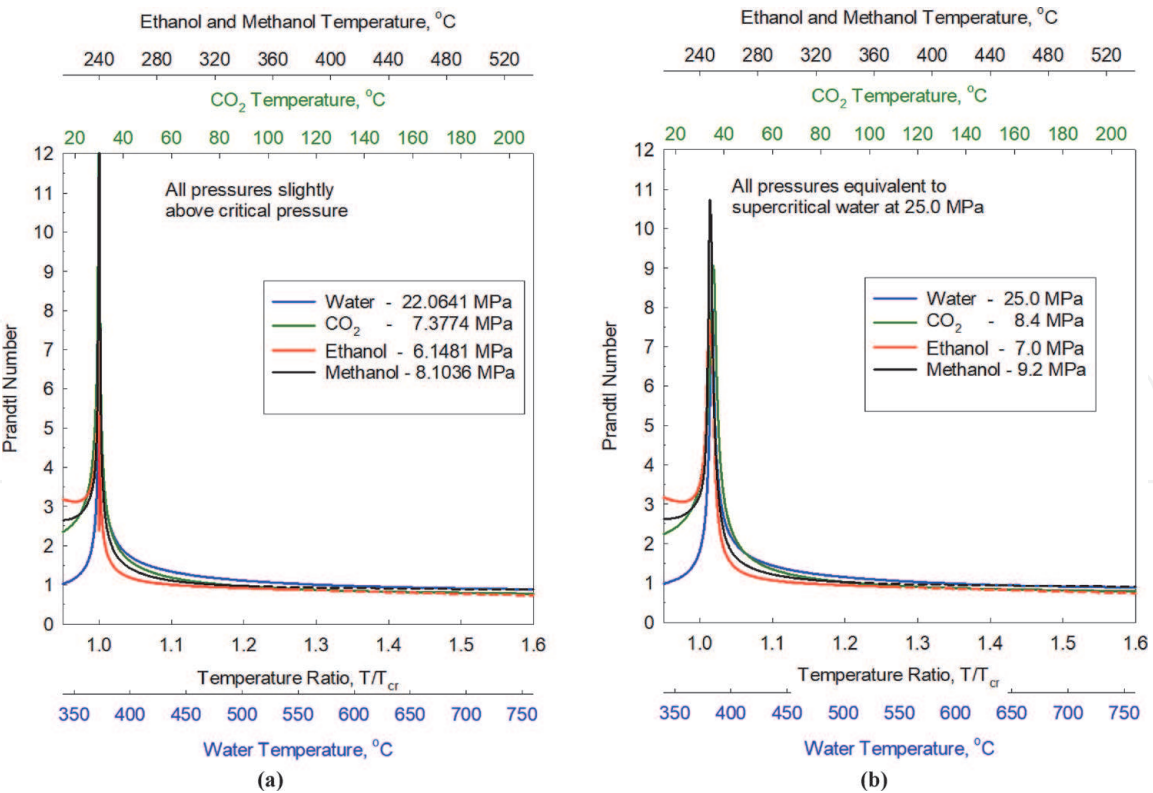 Ethanol and Methanol Temperature, °C
240 280 320 360 400 440 480 520
CO2 Temperature, °C
20 40 60 80 100 120 140 160 180 200
12
11
10
9
8
7
6
5
4
3
2
1
0
Prandtl Number
All pressures slightly
above critical pressure
Water - 22.0641 MPa
CO2 - 7.3774 MPa
Ethanol - 6.1481 MPa
Methanol - 8.1036 MPa
1.0 1.1 1.2 1.3 1.4 1.5 1.6
Temperature Ratio, T/Tcr
350 400 450 500 550 600 650 700 750
Water Temperature, °C
(a)
Ethanol and Methanol Temperature, °C
240 280 320 360 400 440 480 520
CO2 Temperature, °C
20 40 60 80 100 120 140 160 180 200
12
11
10
9
8
7
6
5
4
3
2
1
0
Prandtl Number
All pressures equivalent to
supercritical water at 25.0 MPa
Water - 25.0 MPa
CO2 - 8.4 MPa
Ethanol - 7.0 MPa
Methanol - 9.2 MPa
1.0 1.1 1.2 1.3 1.4 1.5 1.6
Temperature Ratio, T/Tcr
350 400 450 500 550 600 650 700 750
Water Temperature, °C
(b)